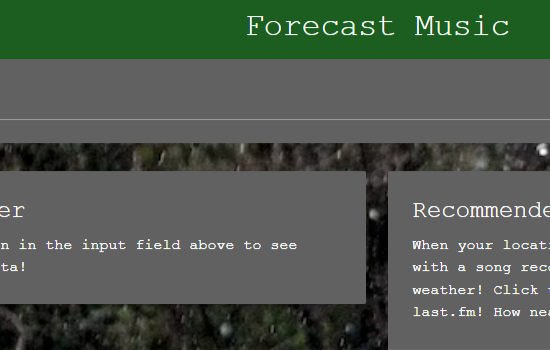 Forecast Music
er
n in the input field above to see
ta!
Recommende
When your locati
with a song reco
weather! Click
last.fm! How nea